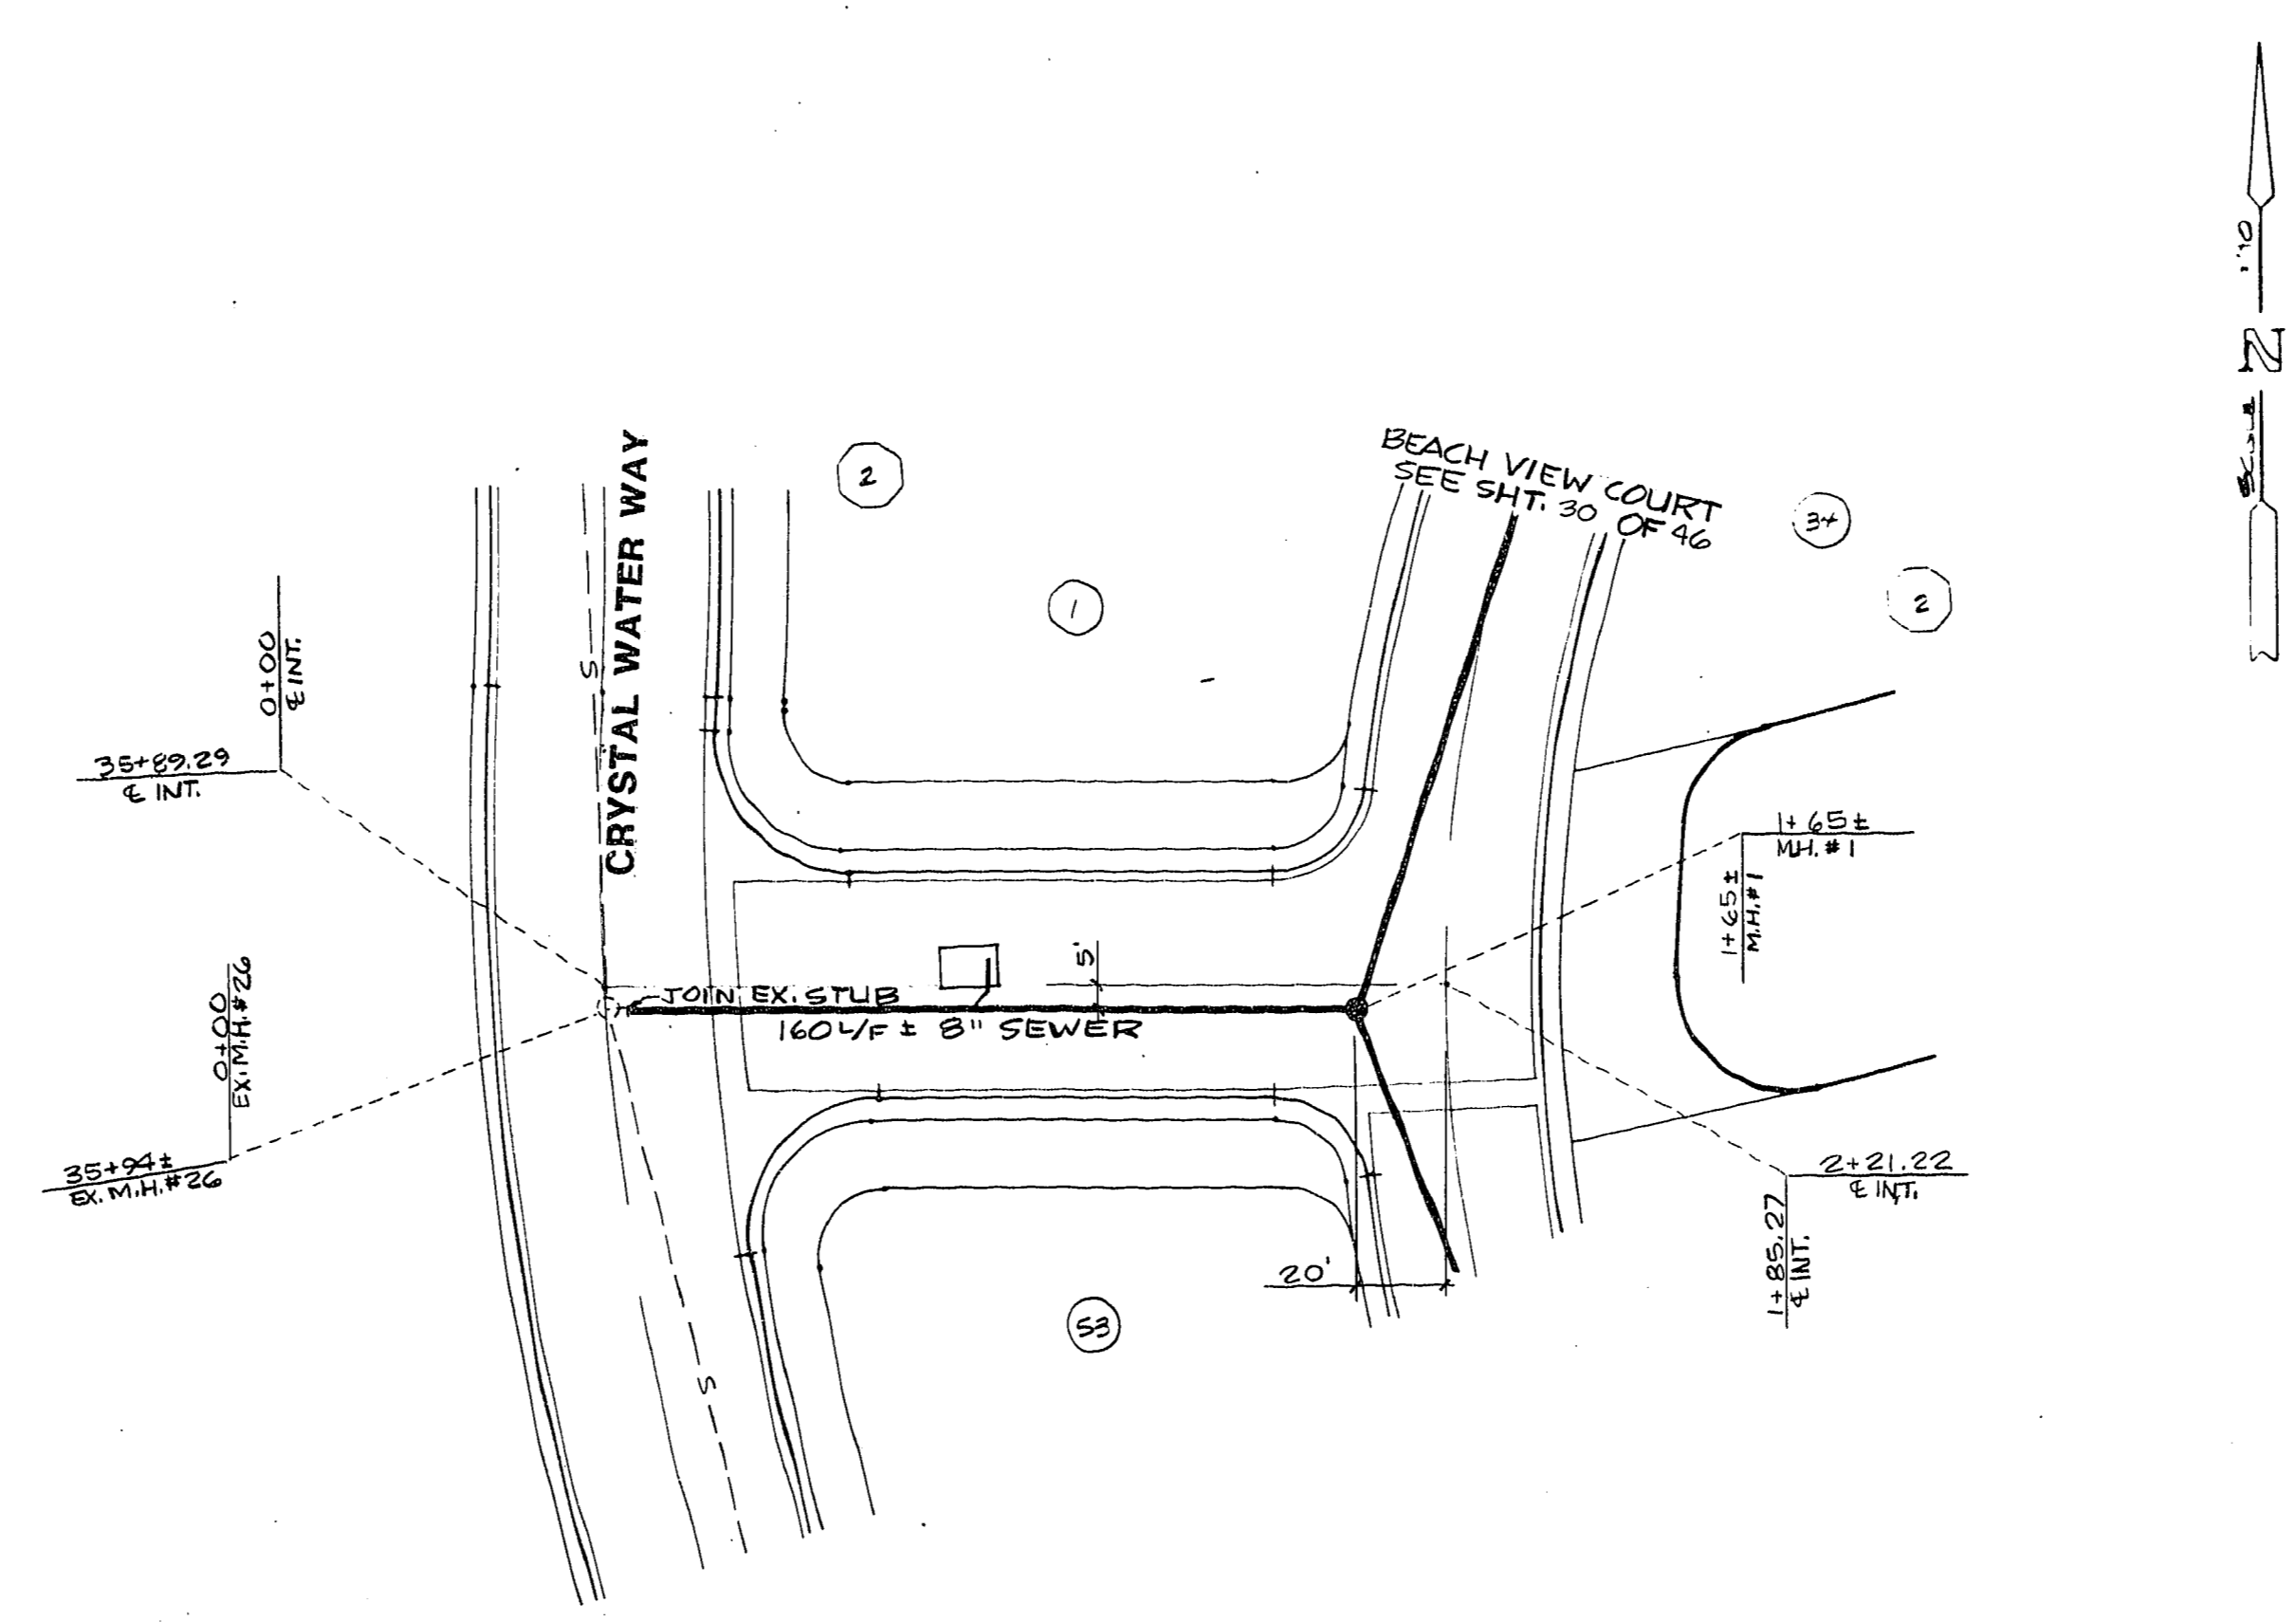 N
CRYSTAL WATER WAY
2
BEACH VIEW COURT
SEE SHT. 30 OF 46
34
2
1
S
0+00
℄ INT.
35+89.29
℄ INT.
1+65±
M.H. #1
1+65±
M.H. #1
5'
JOIN EX. STUB
160 L/F ± 8" SEWER
0+00
EX. M.H. #26
35+94±
EX. M.H. #26
2+21.22
℄ INT.
1+85.27
℄ INT.
20'
53
S